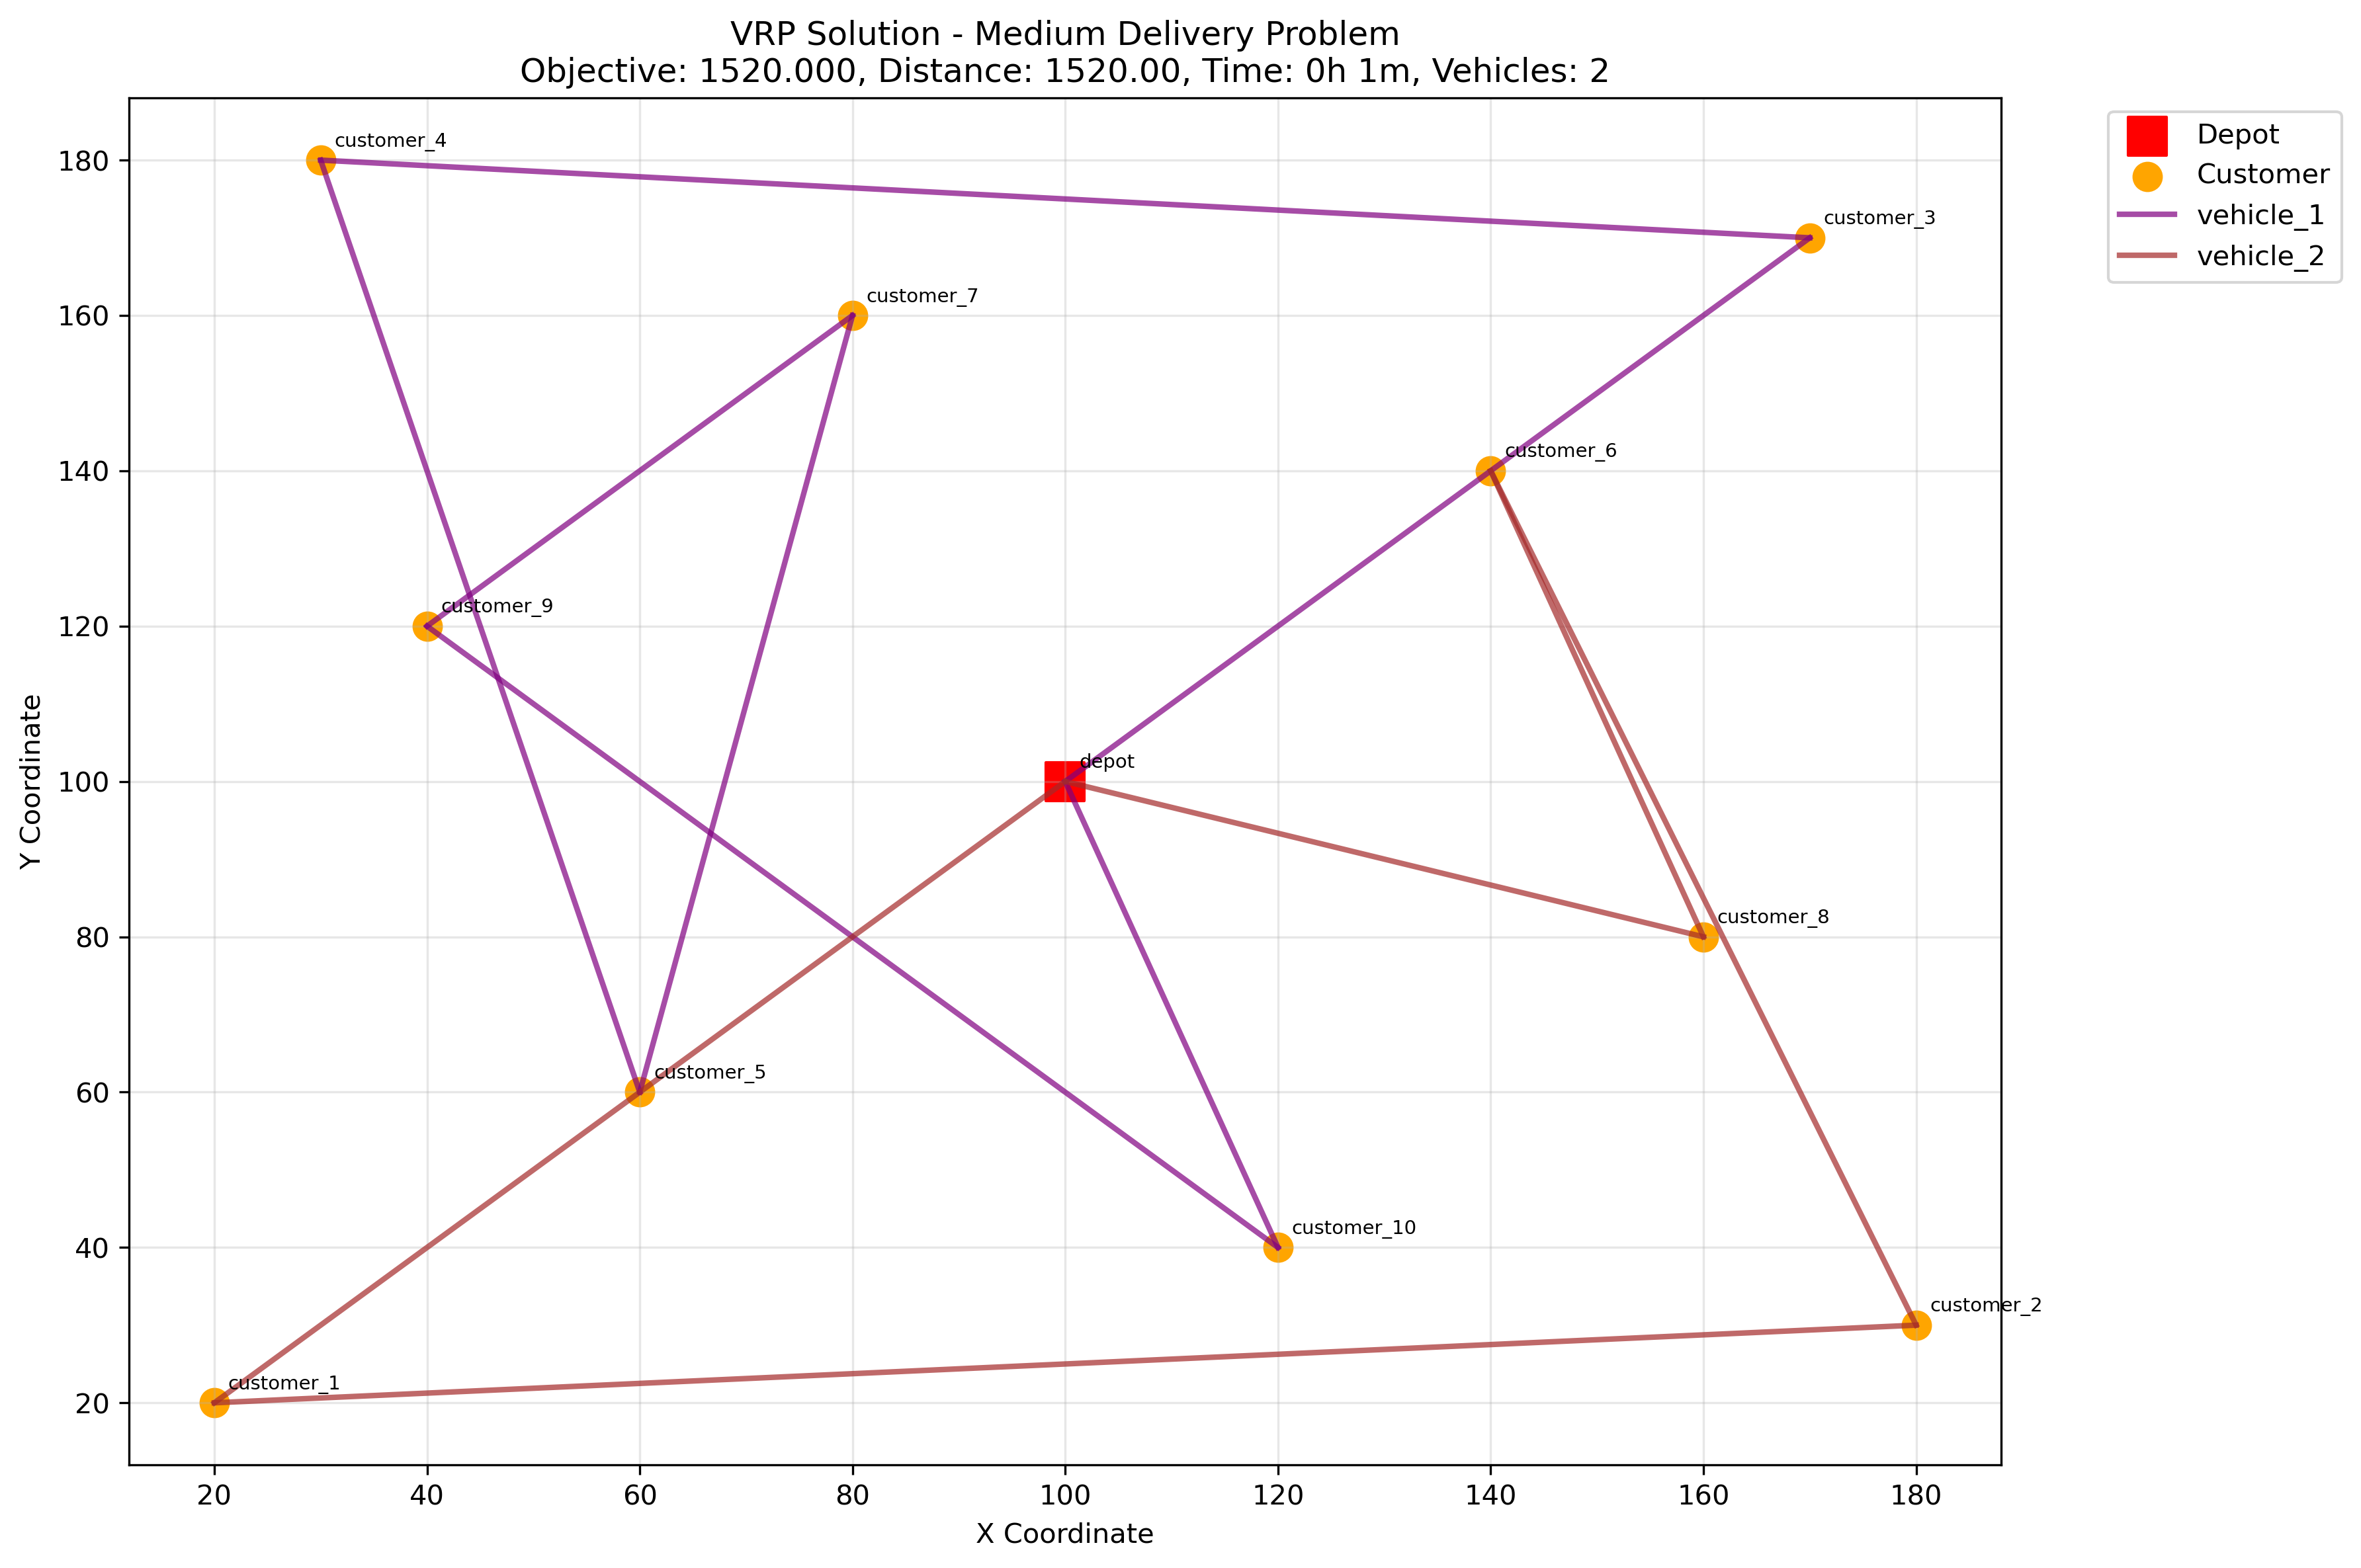 VRP Solution - Medium Delivery Problem
Objective: 1520.000, Distance: 1520.00, Time: 0h 1m, Vehicles: 2
Depot
Customer
vehicle_1
vehicle_2
customer_4
customer_3
customer_7
customer_6
customer_9
depot
customer_8
customer_5
customer_10
customer_2
customer_1
Y Coordinate
180
160
140
120
100
80
60
40
20
20 40 60 80 100 120 140 160 180
X Coordinate